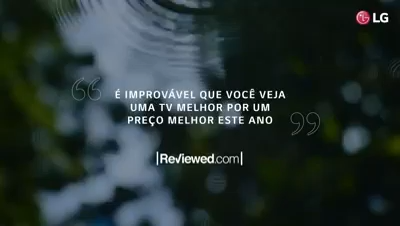 LG
“ É IMPROVÁVEL QUE VOCÊ VEJA
UMA TV MELHOR POR UM
PREÇO MELHOR ESTE ANO ”
|Reviewed.com|